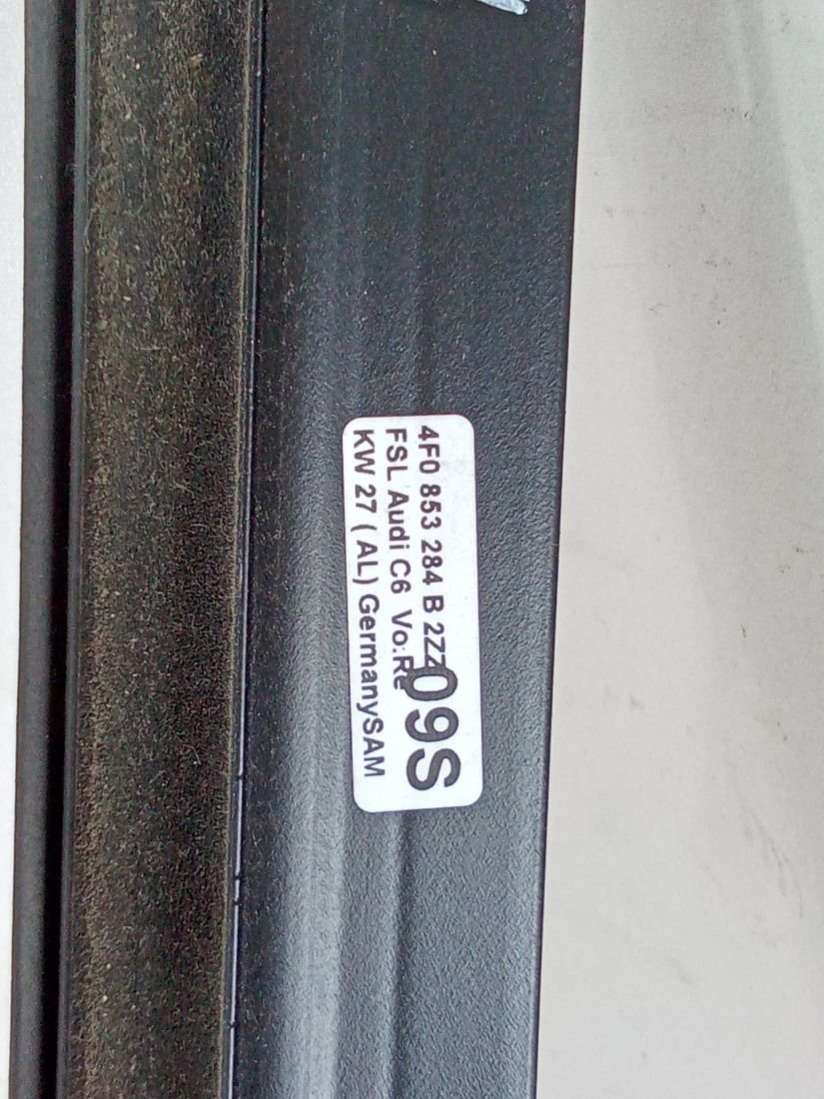 4F0 853 284 B 2ZZ
FSL Audi C6 Vo.Re
09S
KW 27 ( AL) GermanySAM